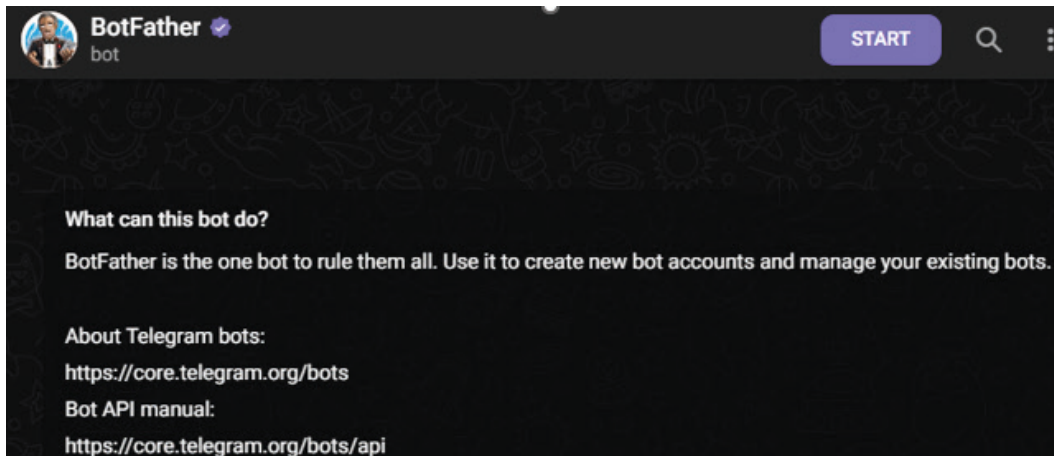 BotFather
bot
START
What can this bot do?
BotFather is the one bot to rule them all. Use it to create new bot accounts and manage your existing bots.
About Telegram bots:
https://core.telegram.org/bots
Bot API manual:
https://core.telegram.org/bots/api